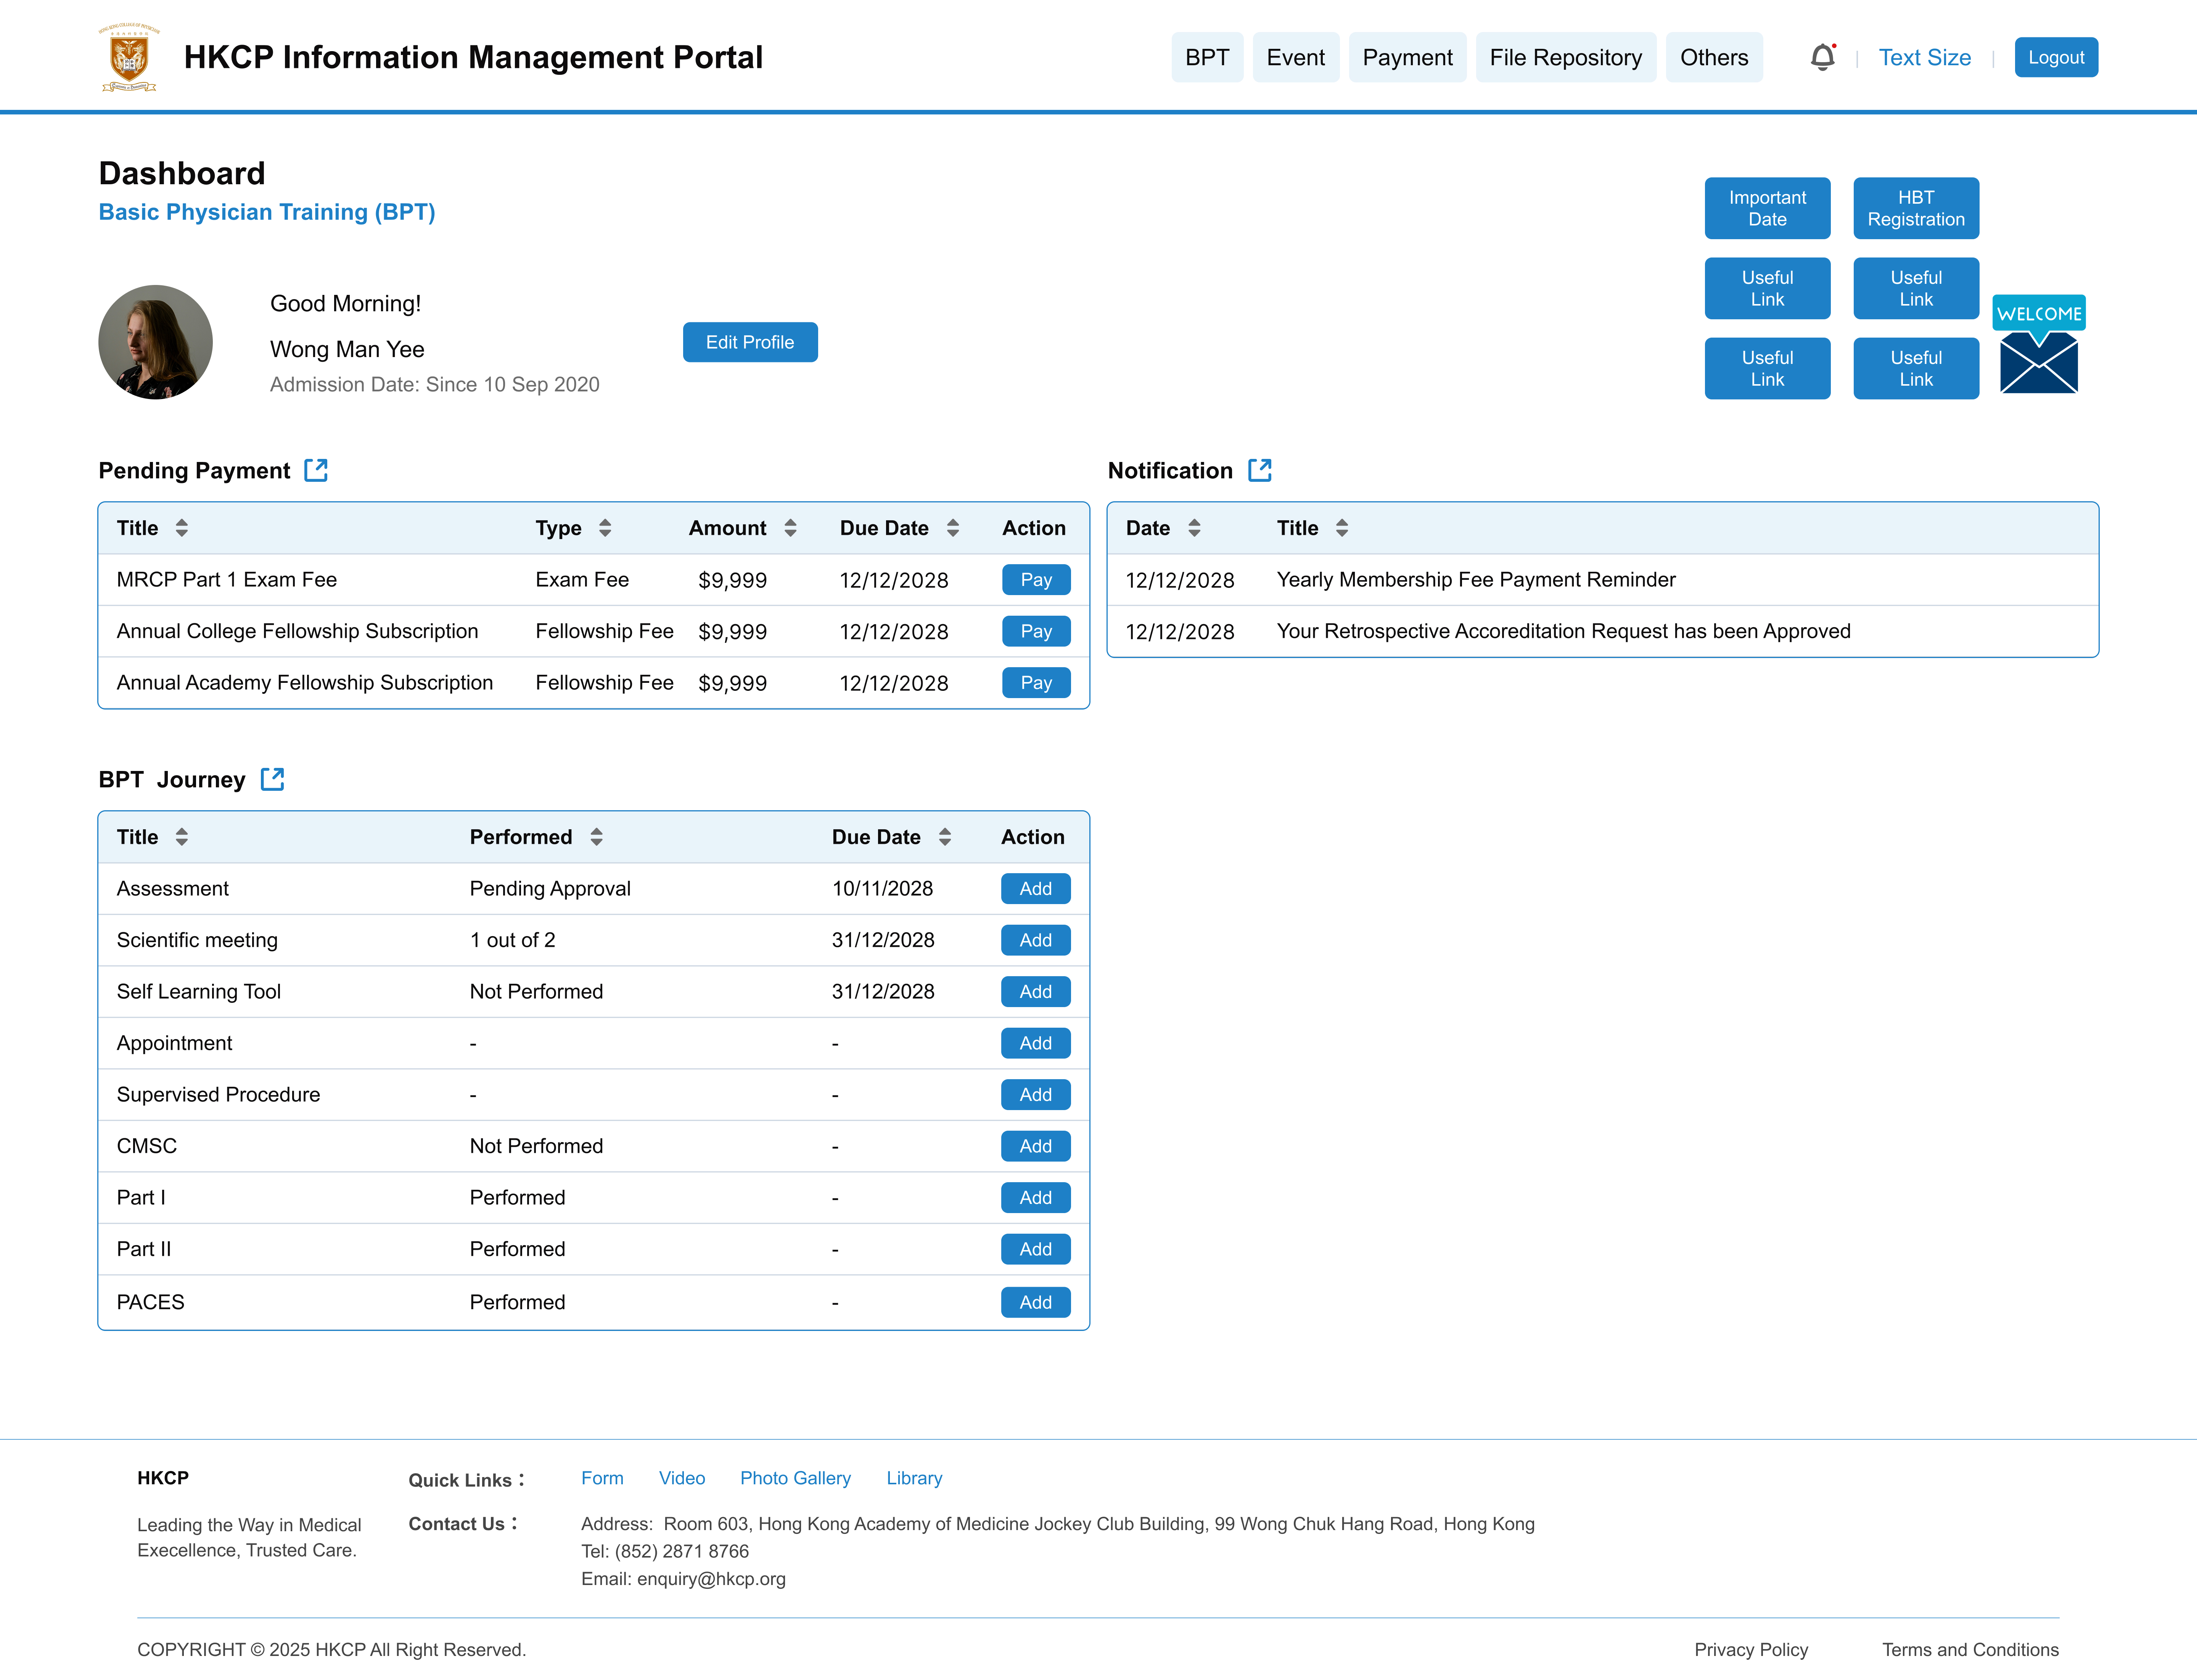 HKCP Information Management Portal
BPT Event Payment File Repository Others Text Size Logout
Dashboard
Basic Physician Training (BPT)
Important Date
HBT Registration
Useful Link
Useful Link
Useful Link
Useful Link
WELCOME
Good Morning!
Wong Man Yee
Admission Date: Since 10 Sep 2020
Edit Profile
Pending Payment
Title Type Amount Due Date Action
MRCP Part 1 Exam Fee Exam Fee $9,999 12/12/2028 Pay
Annual College Fellowship Subscription Fellowship Fee $9,999 12/12/2028 Pay
Annual Academy Fellowship Subscription Fellowship Fee $9,999 12/12/2028 Pay
Notification
Date Title
12/12/2028 Yearly Membership Fee Payment Reminder
12/12/2028 Your Retrospective Accoreditation Request has been Approved
BPT Journey
Title Performed Due Date Action
Assessment Pending Approval 10/11/2028 Add
Scientific meeting 1 out of 2 31/12/2028 Add
Self Learning Tool Not Performed 31/12/2028 Add
Appointment - - Add
Supervised Procedure - - Add
CMSC Not Performed - Add
Part I Performed - Add
Part II Performed - Add
PACES Performed - Add
HKCP
Leading the Way in Medical
Execellence, Trusted Care.
Quick Links： Form Video Photo Gallery Library
Contact Us： Address: Room 603, Hong Kong Academy of Medicine Jockey Club Building, 99 Wong Chuk Hang Road, Hong Kong
Tel: (852) 2871 8766
Email: enquiry@hkcp.org
COPYRIGHT © 2025 HKCP All Right Reserved.
Privacy Policy Terms and Conditions